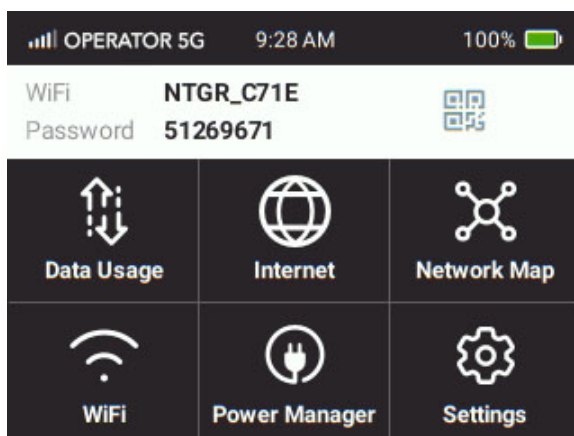 OPERATOR 5G 9:28 AM 100%
WiFi NTGR_C71E
Password 51269671
Data Usage Internet Network Map
WiFi Power Manager Settings